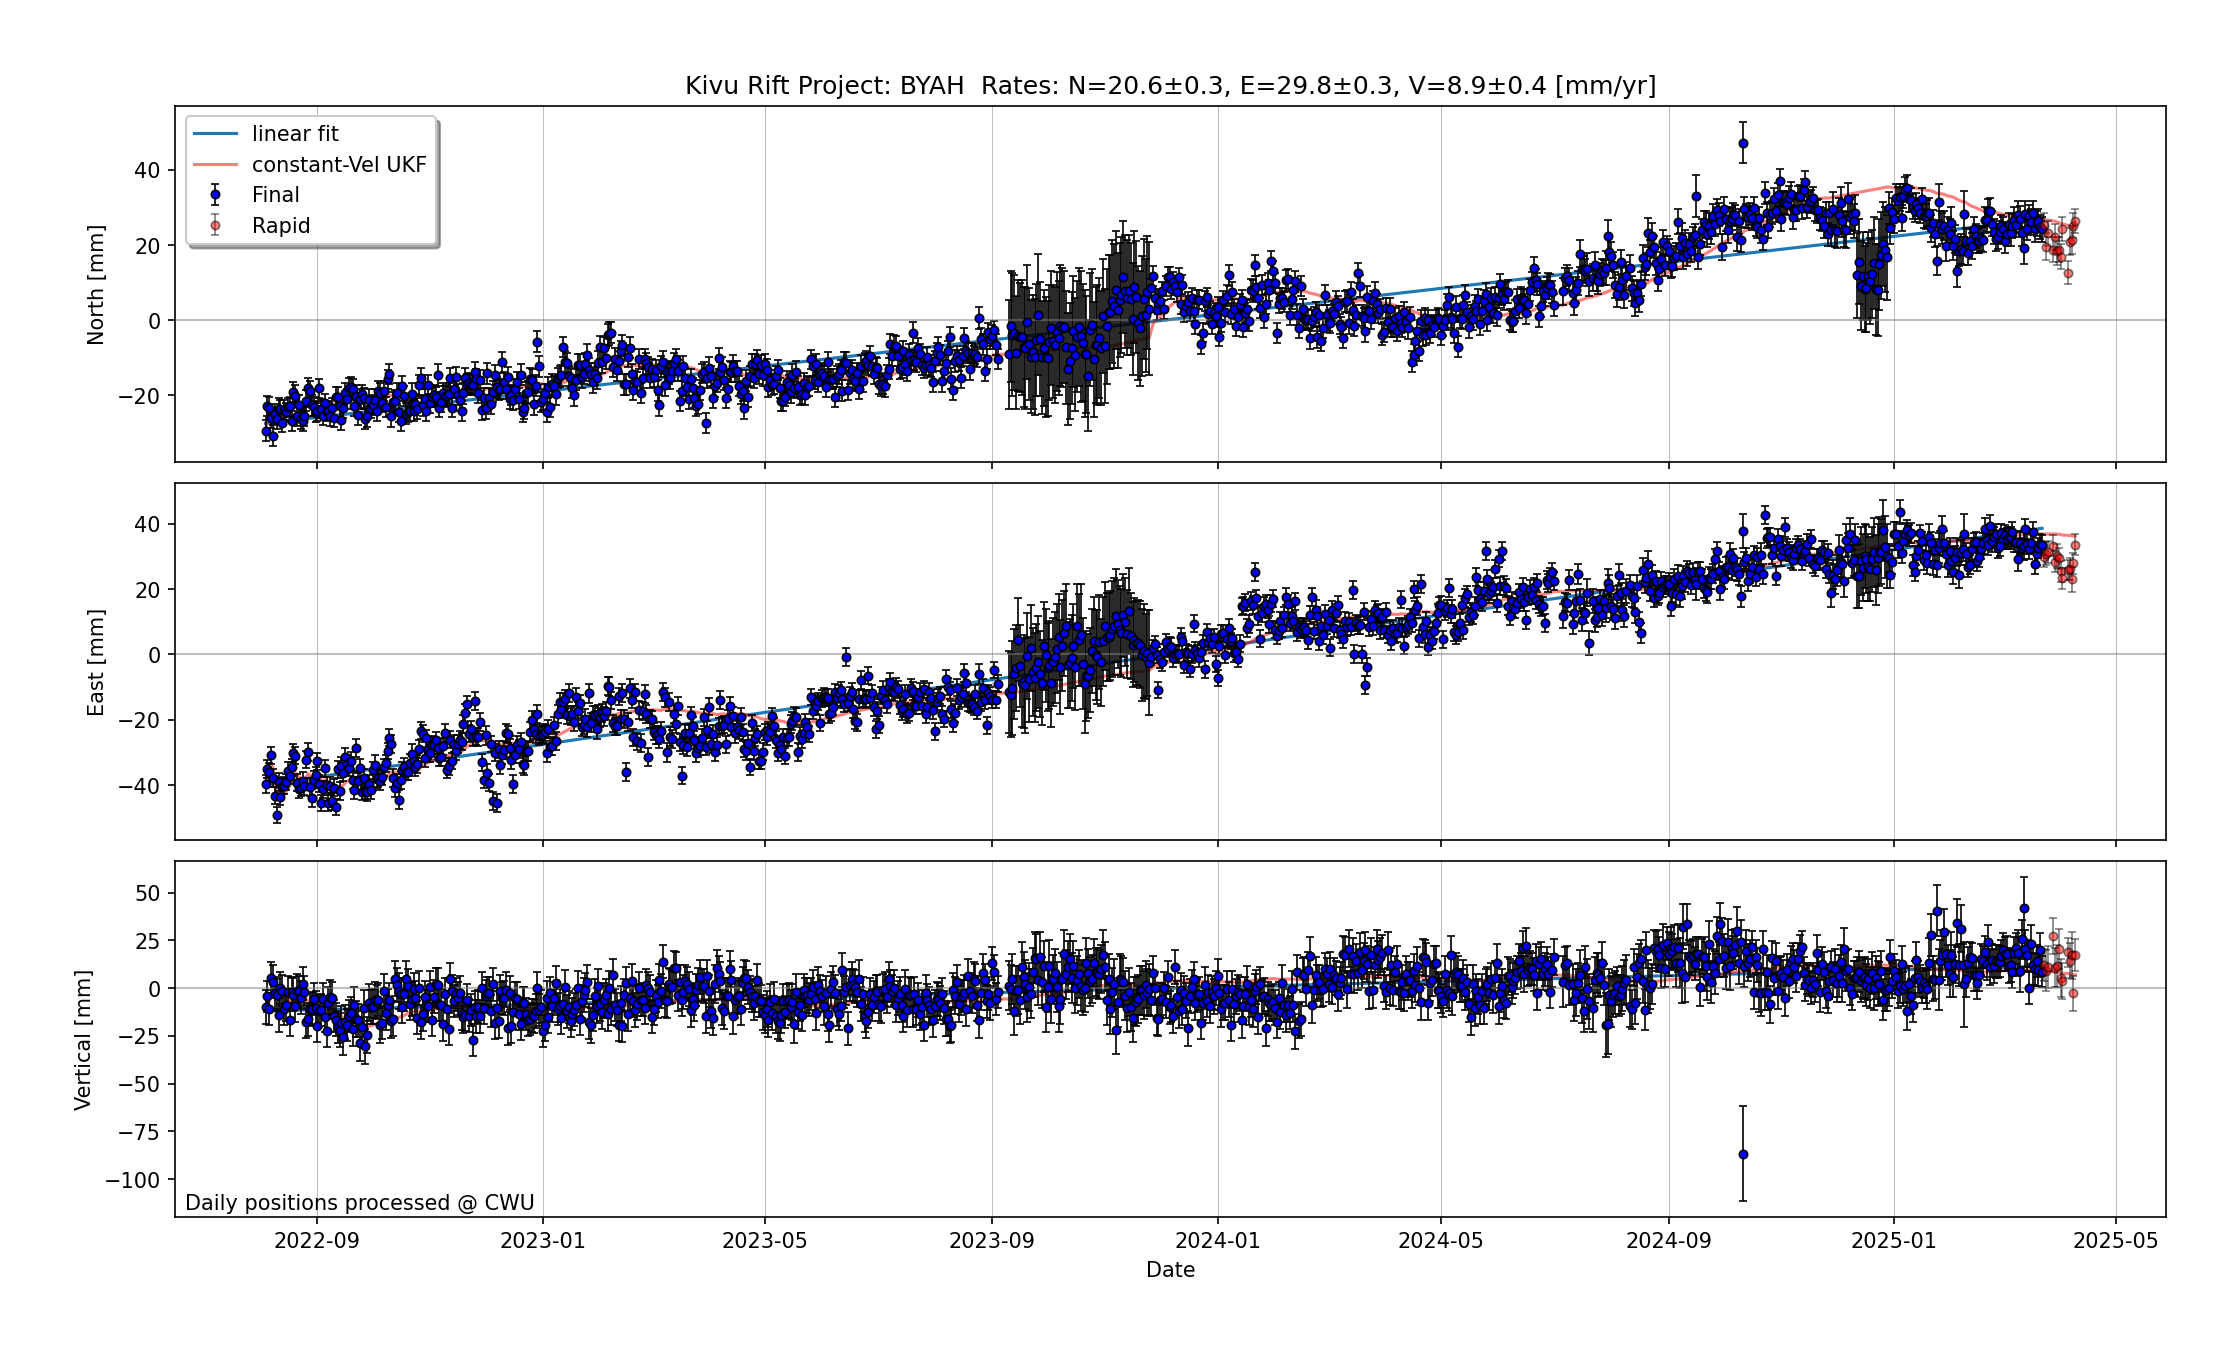 Kivu Rift Project: BYAH  Rates: N=20.6±0.3, E=29.8±0.3, V=8.9±0.4 [mm/yr]
linear fit
constant-Vel UKF
Final
Rapid
North [mm]
40
20
0
−20
East [mm]
40
20
0
−20
−40
Vertical [mm]
50
25
0
−25
−50
−75
−100
Daily positions processed @ CWU
2022-09 2023-01 2023-05 2023-09 2024-01 2024-05 2024-09 2025-01 2025-05
Date